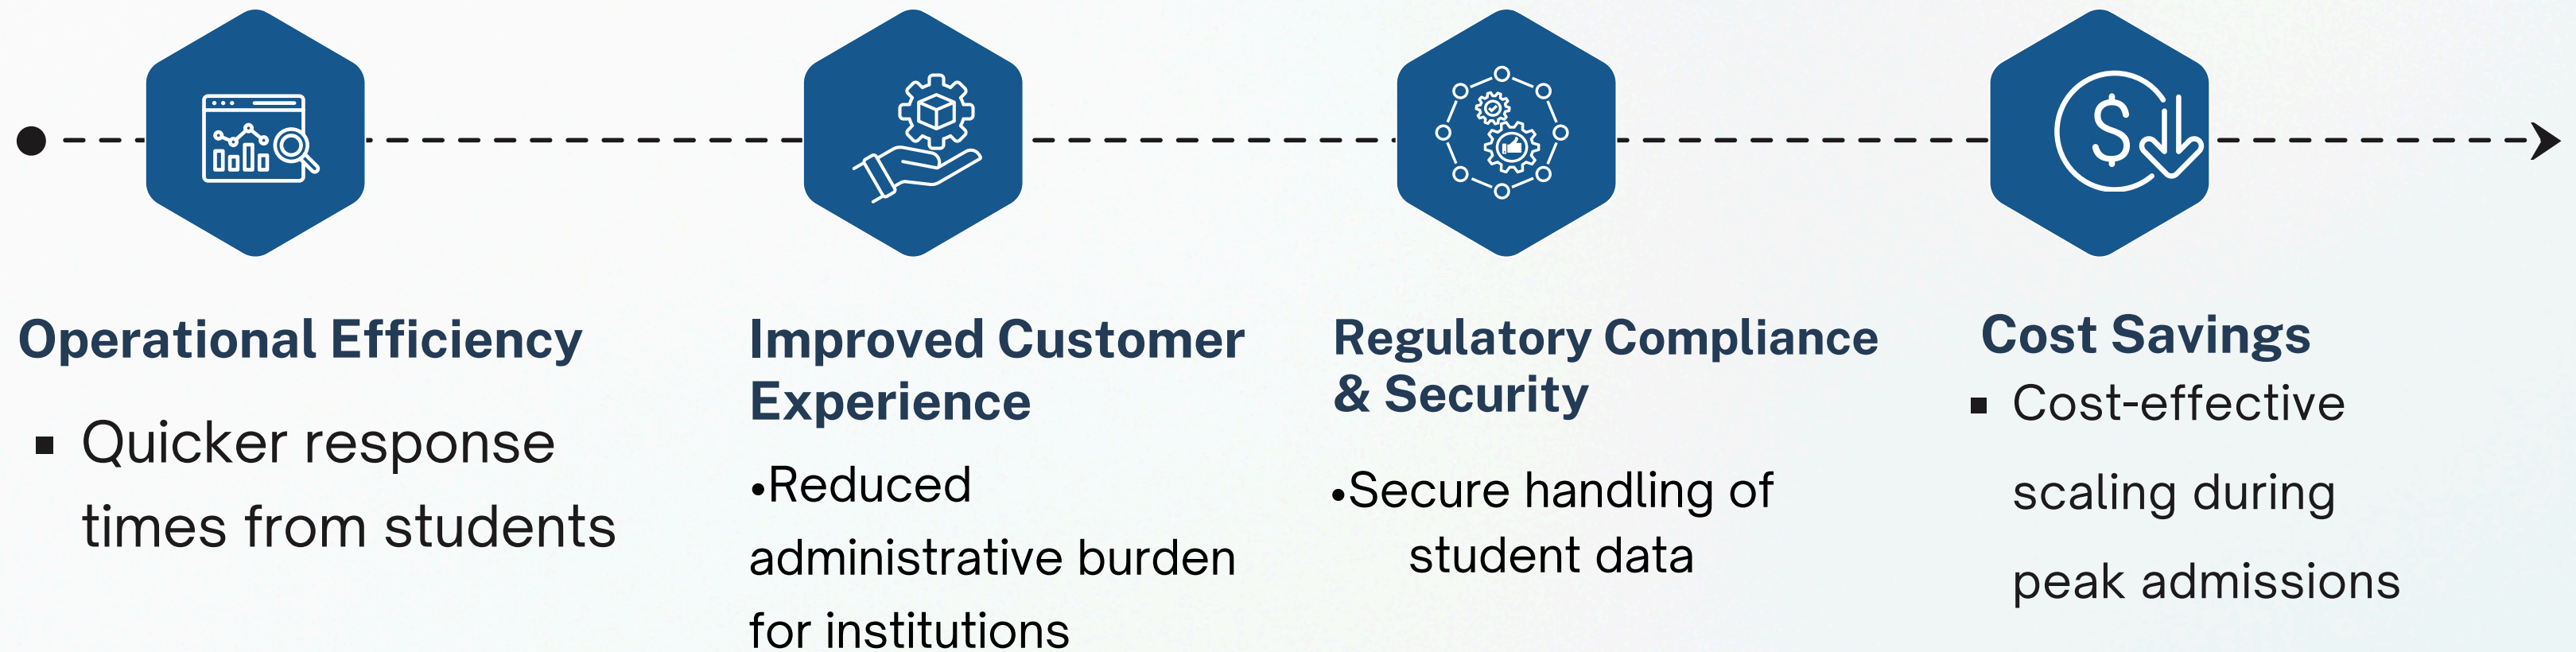 Operational Efficiency
▪ Quicker response
times from students
Improved Customer
Experience
•Reduced
administrative burden
for institutions
Regulatory Compliance
& Security
•Secure handling of
student data
Cost Savings
▪ Cost-effective
scaling during
peak admissions